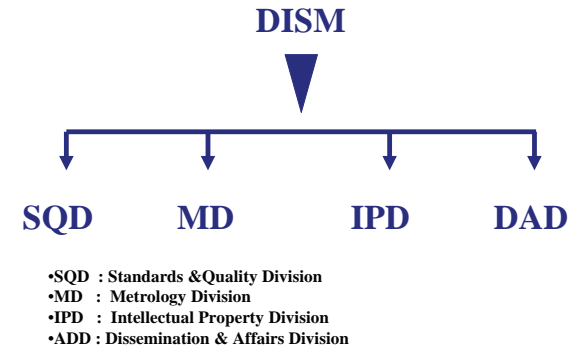 DISM
SQD MD IPD DAD
•SQD : Standards &Quality Division
•MD : Metrology Division
•IPD : Intellectual Property Division
•ADD : Dissemination & Affairs Division